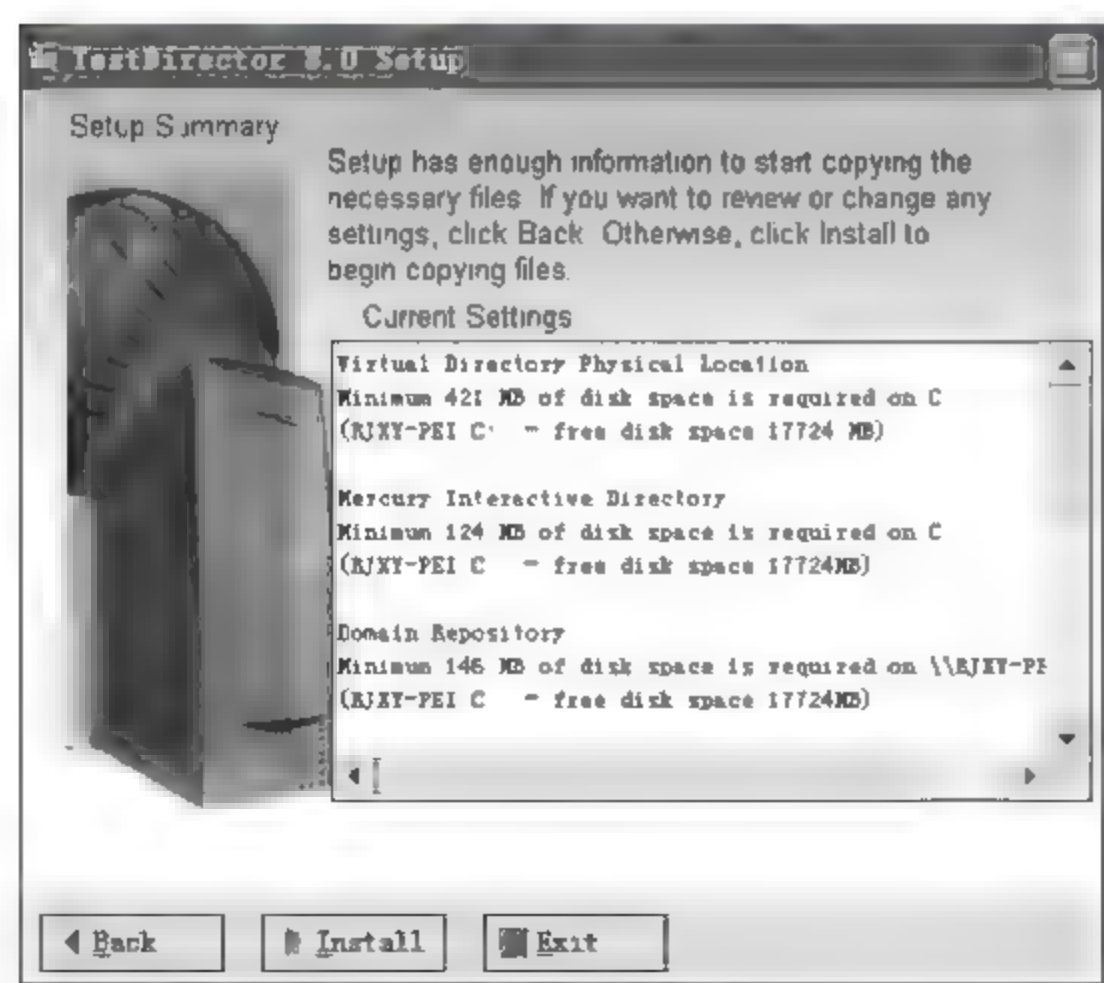 TestDirector 8.0 Setup
Setup Summary
Setup has enough information to start copying the
necessary files. If you want to review or change any
settings, click Back. Otherwise, click Install to
begin copying files.
Current Settings
Virtual Directory Physical Location
Minimum 421 MB of disk space is required on C
(RJXY-PEI C: - free disk space 17724 MB)
Mercury Interactive Directory
Minimum 124 MB of disk space is required on C
(RJXY-PEI C - free disk space 17724MB)
Domain Repository
Minimum 146 MB of disk space is required on \\RJXY-PE
(RJXY-PEI C - free disk space 17724MB)
Back
Install
Exit